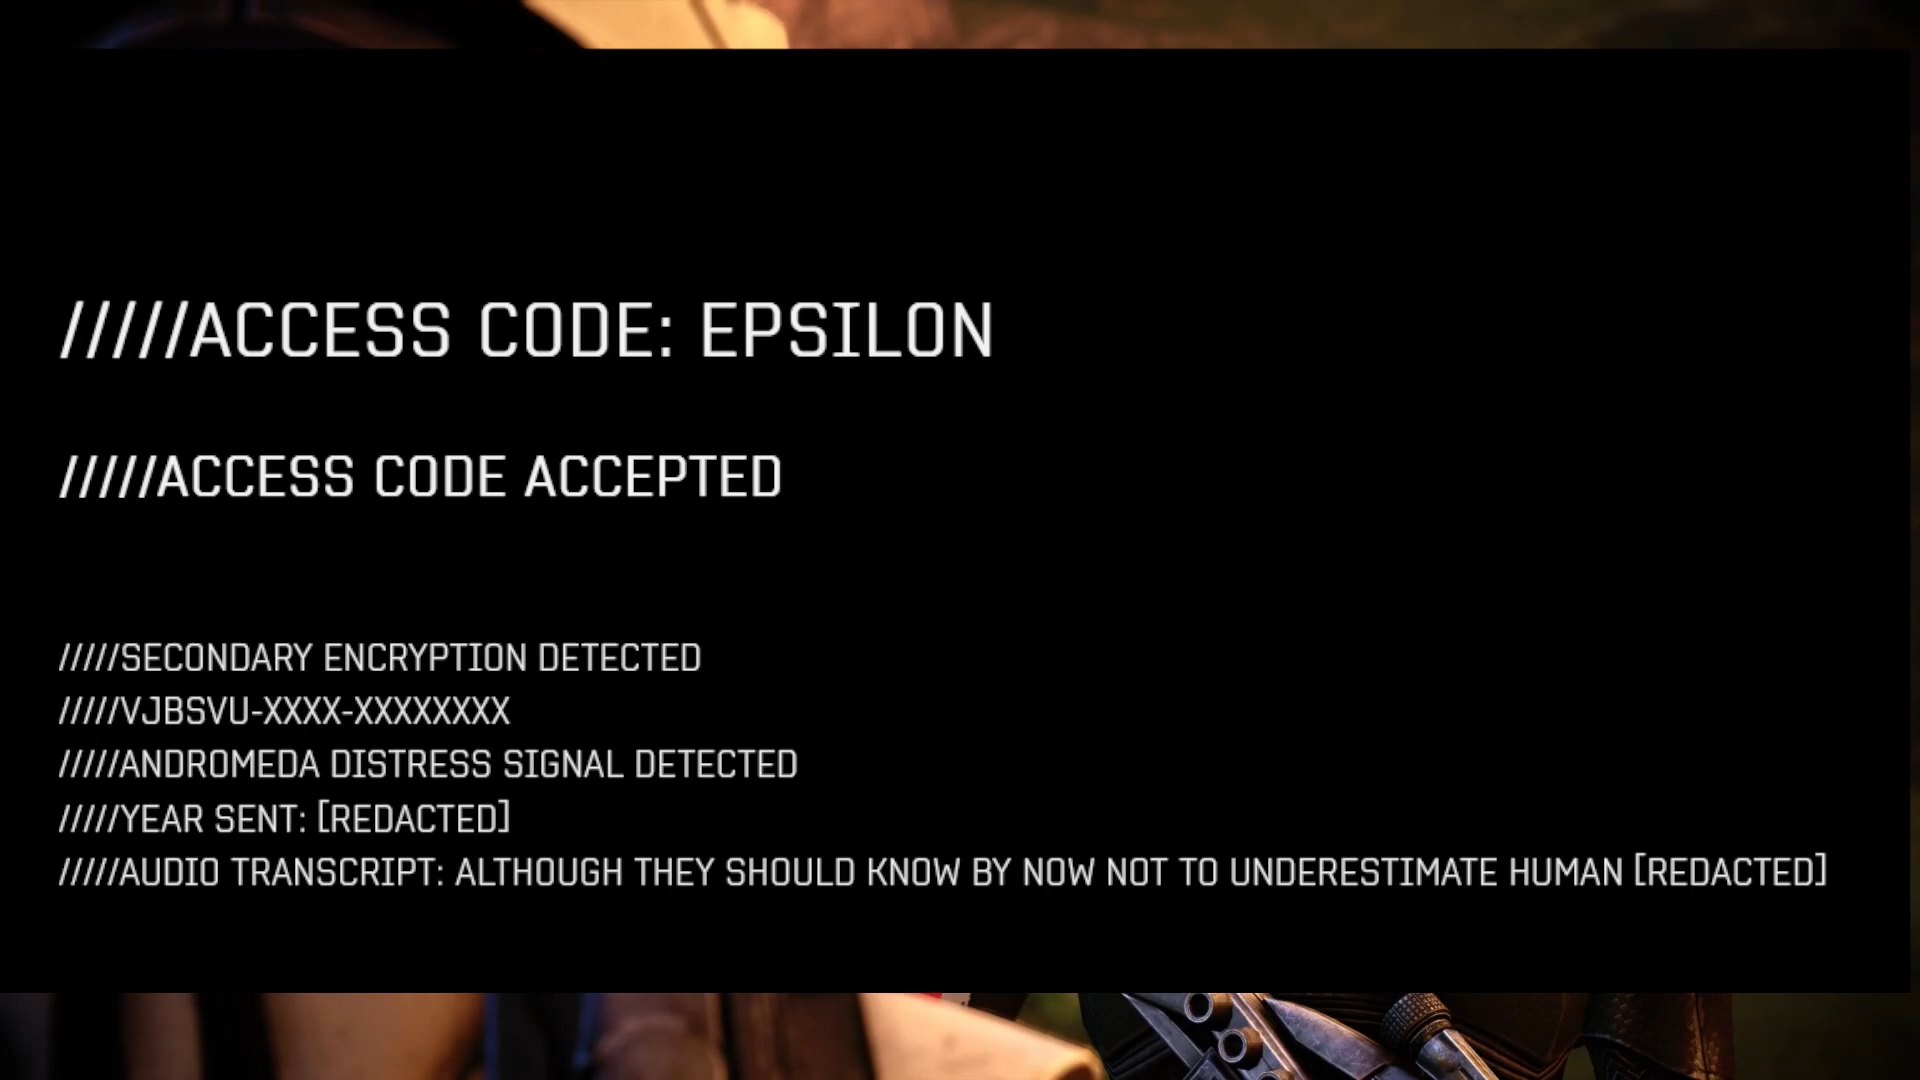 /////ACCESS CODE: EPSILON
/////ACCESS CODE ACCEPTED
/////SECONDARY ENCRYPTION DETECTED
/////VJBSVU-XXXX-XXXXXXXX
/////ANDROMEDA DISTRESS SIGNAL DETECTED
/////YEAR SENT: [REDACTED]
/////AUDIO TRANSCRIPT: ALTHOUGH THEY SHOULD KNOW BY NOW NOT TO UNDERESTIMATE HUMAN [REDACTED]